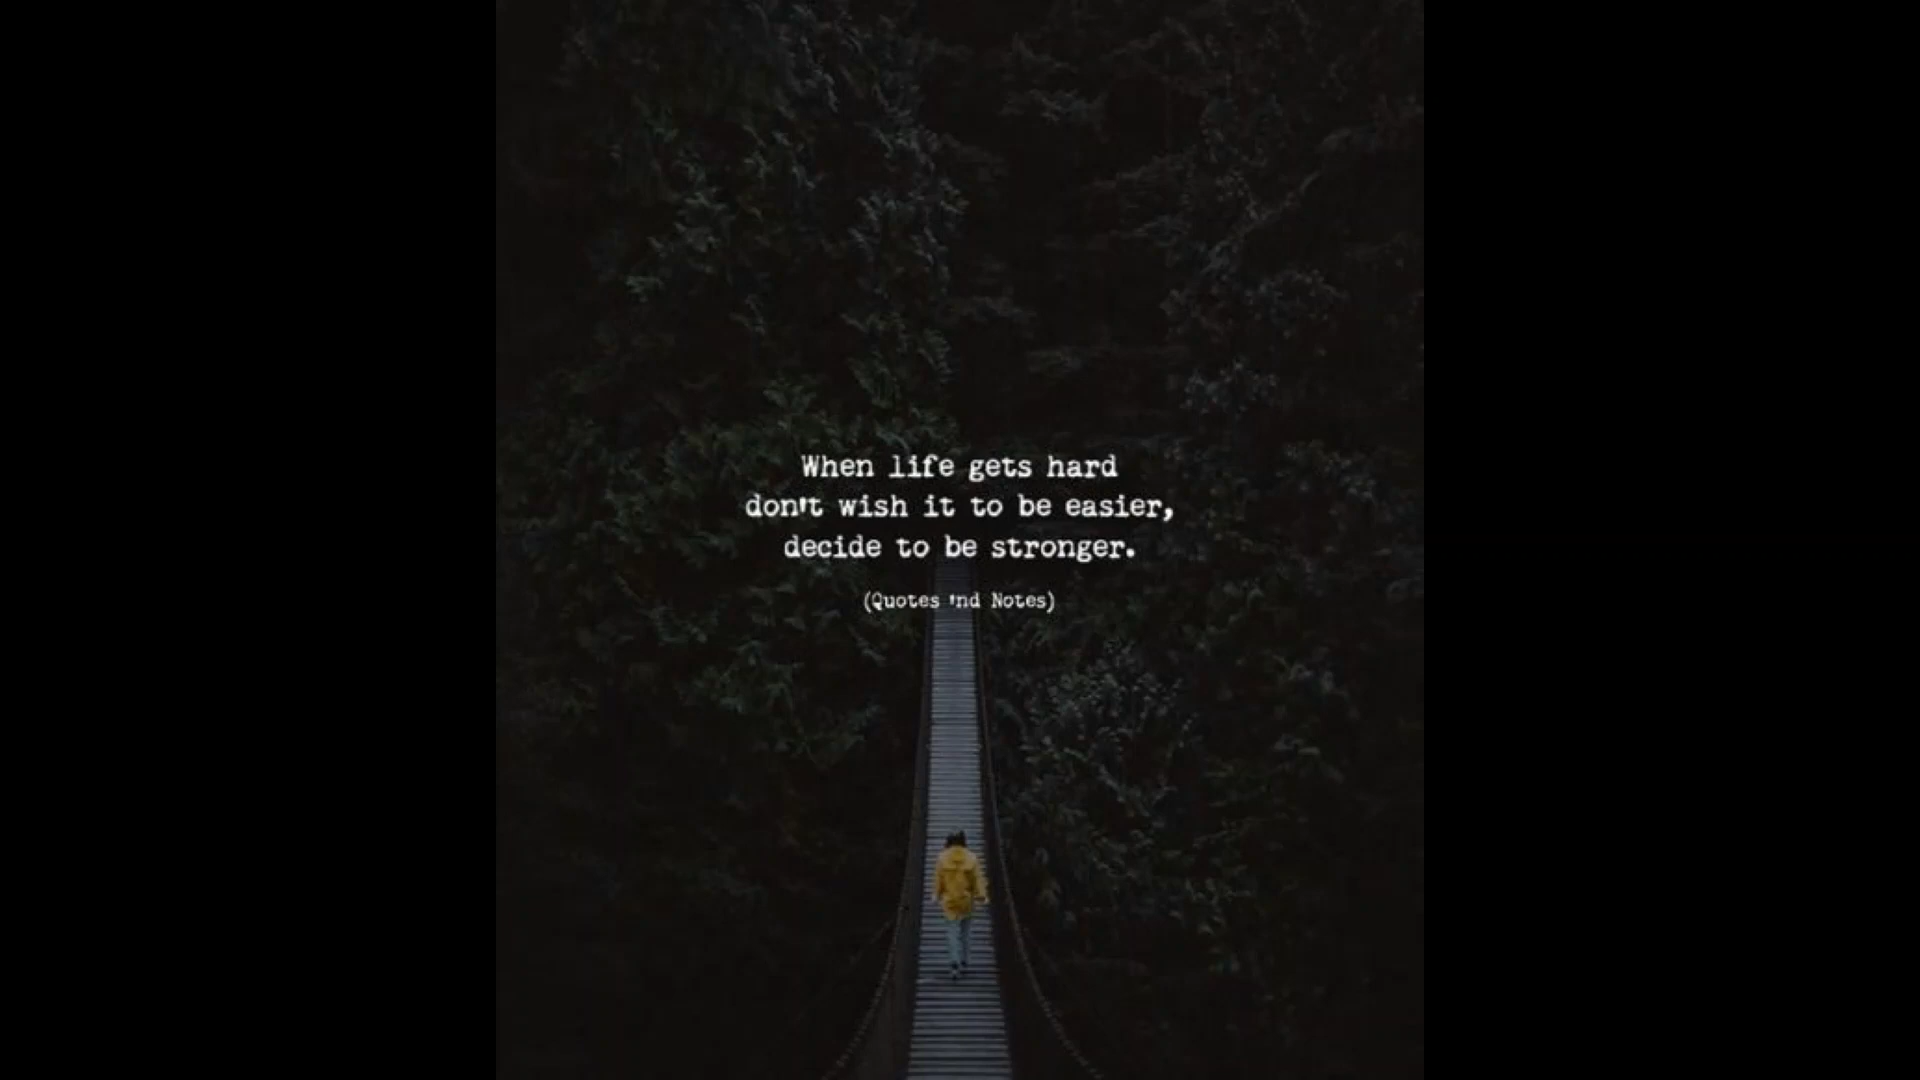 When life gets hard
don't wish it to be easier,
decide to be stronger.
(Quotes 'nd Notes)